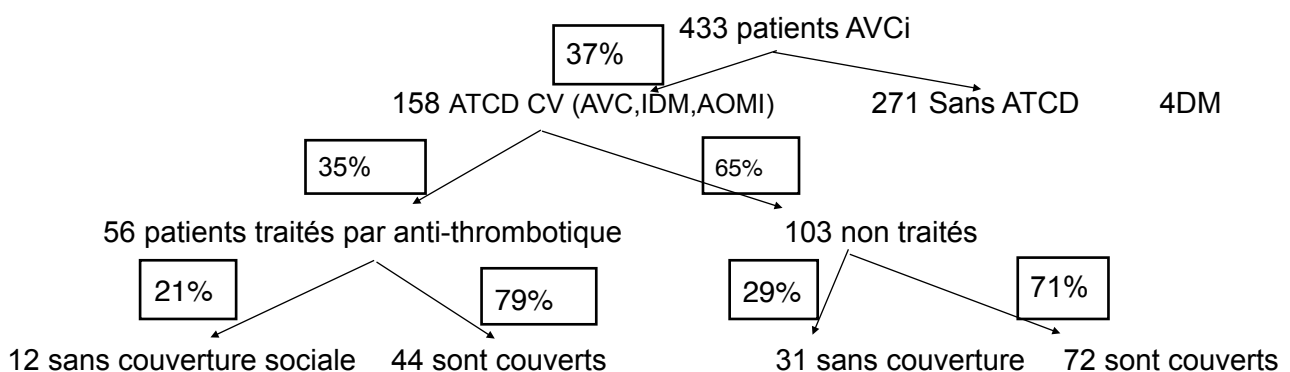 433 patients AVCi
37%
158 ATCD CV (AVC,IDM,AOMI) 271 Sans ATCD 4DM
35% 65%
56 patients traités par anti-thrombotique 103 non traités
21% 79% 29% 71%
12 sans couverture sociale 44 sont couverts 31 sans couverture 72 sont couverts